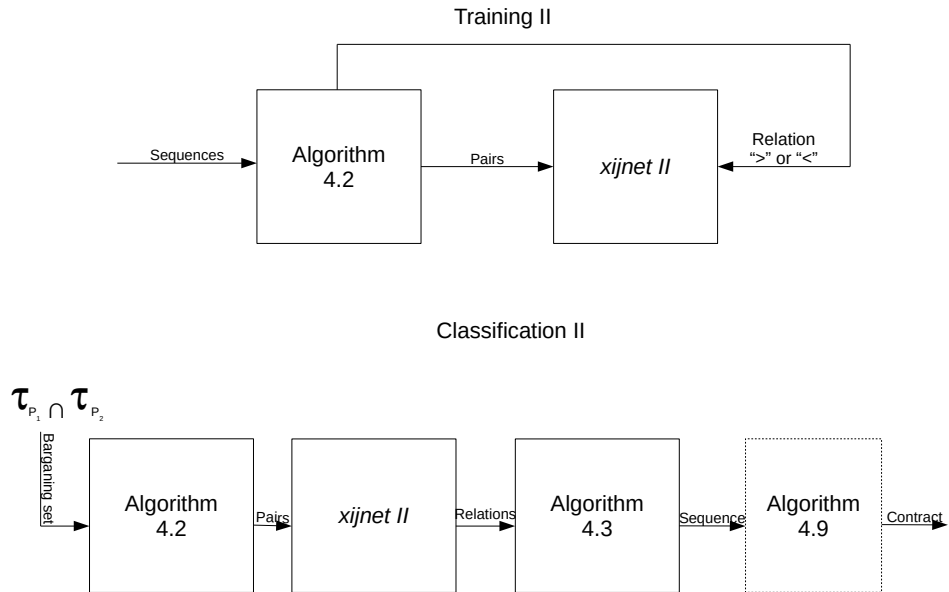 Training II
Sequences
Algorithm
4.2
Pairs
xijnet II
Relation
“>” or “<”
Classification II
τP1 ∩ τP2
Barganing set
Algorithm
4.2
Pairs
xijnet II
Relations
Algorithm
4.3
Sequence
Algorithm
4.9
Contract